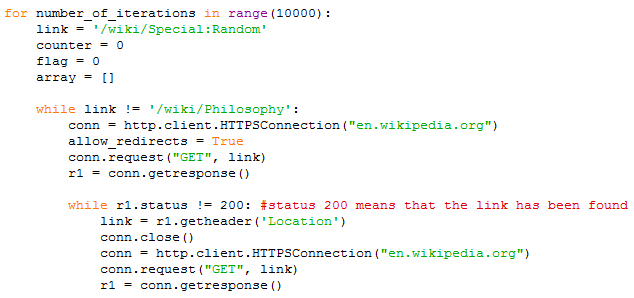 for number_of_iterations in range(10000):
    link = '/wiki/Special:Random'
    counter = 0
    flag = 0
    array = []

    while link != '/wiki/Philosophy':
        conn = http.client.HTTPSConnection("en.wikipedia.org")
        allow_redirects = True
        conn.request("GET", link)
        r1 = conn.getresponse()

        while r1.status != 200: #status 200 means that the link has been found
            link = r1.getheader('Location')
            conn.close()
            conn = http.client.HTTPSConnection("en.wikipedia.org")
            conn.request("GET", link)
            r1 = conn.getresponse()